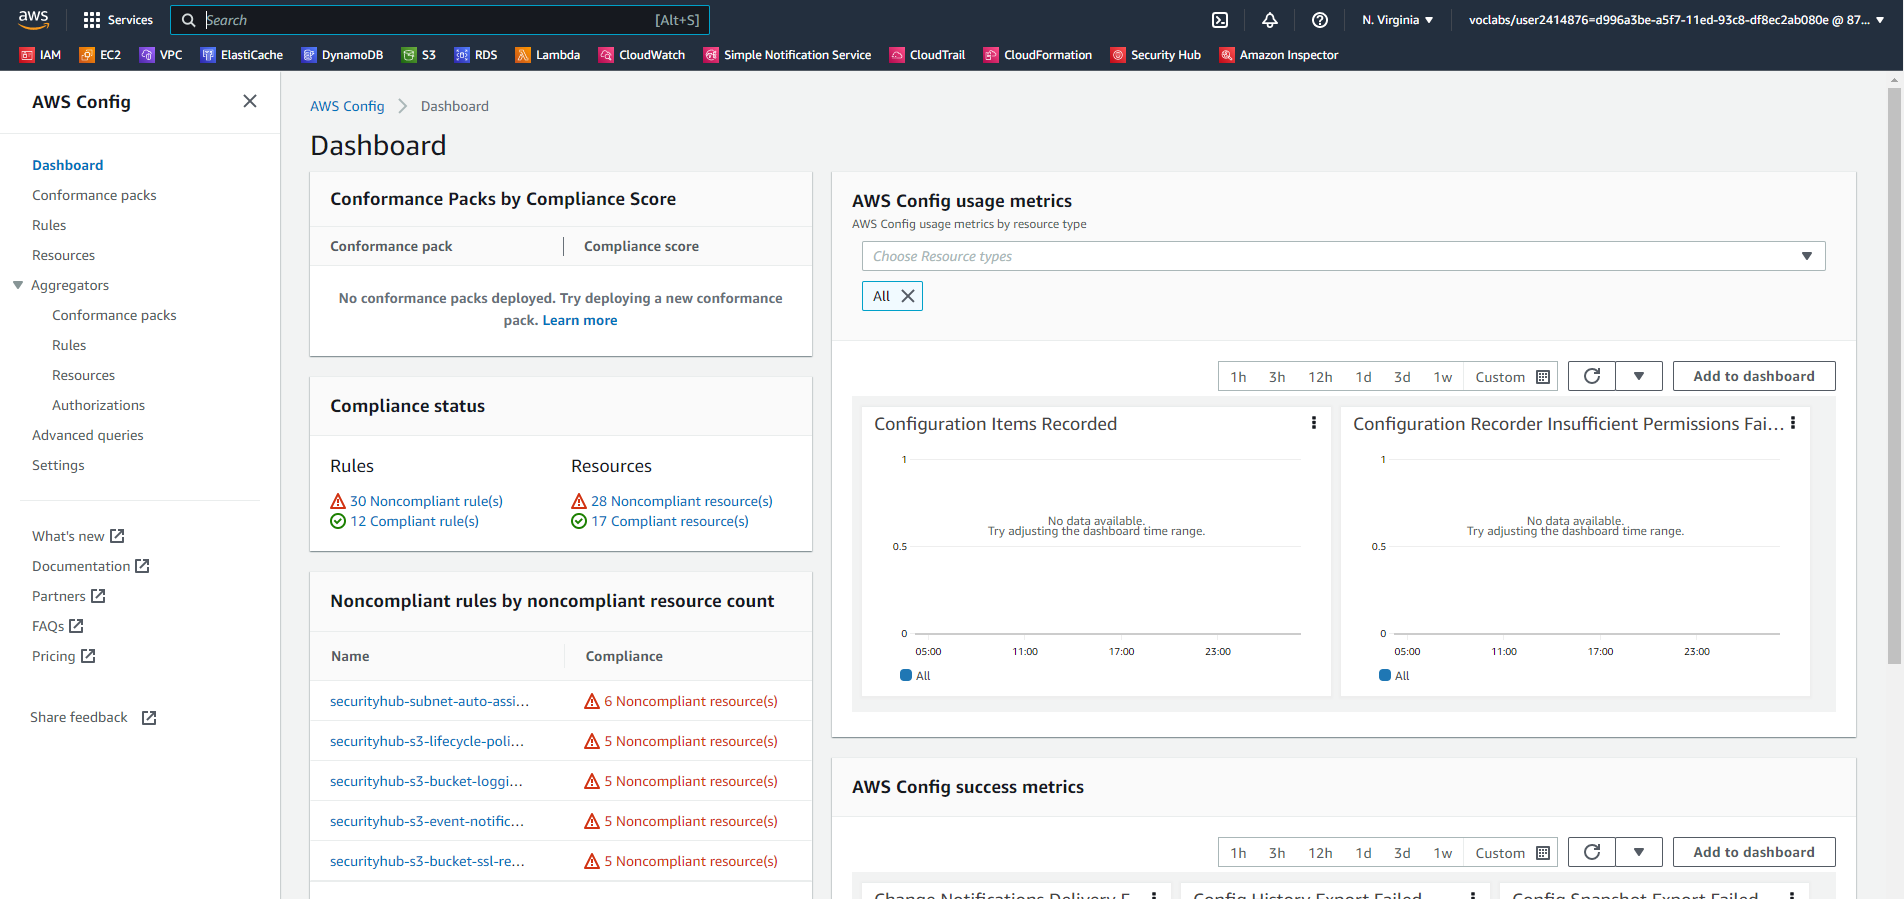 aws
Services
Search
[Alt+S]
N. Virginia
voclabs/user2414876=d996a3be-a5f7-11ed-93c8-df8ec2ab080e @ 87...
IAM
EC2
VPC
ElastiCache
DynamoDB
S3
RDS
Lambda
CloudWatch
Simple Notification Service
CloudTrail
CloudFormation
Security Hub
Amazon Inspector
AWS Config
Dashboard
Conformance packs
Rules
Resources
Aggregators
Conformance packs
Rules
Resources
Authorizations
Advanced queries
Settings
What's new
Documentation
Partners
FAQs
Pricing
Share feedback
AWS Config
Dashboard
Dashboard
Conformance Packs by Compliance Score
Conformance pack
Compliance score
No conformance packs deployed. Try deploying a new conformance
pack. Learn more
Compliance status
Rules
30 Noncompliant rule(s)
12 Compliant rule(s)
Resources
28 Noncompliant resource(s)
17 Compliant resource(s)
Noncompliant rules by noncompliant resource count
Name
Compliance
securityhub-subnet-auto-assi...
6 Noncompliant resource(s)
securityhub-s3-lifecycle-poli...
5 Noncompliant resource(s)
securityhub-s3-bucket-loggi...
5 Noncompliant resource(s)
securityhub-s3-event-notific...
5 Noncompliant resource(s)
securityhub-s3-bucket-ssl-re...
5 Noncompliant resource(s)
AWS Config usage metrics
AWS Config usage metrics by resource type
Choose Resource types
All
1h
3h
12h
1d
3d
1w
Custom
Add to dashboard
Configuration Items Recorded
1
0.5
0
No data available.
Try adjusting the dashboard time range.
05:00
11:00
17:00
23:00
All
Configuration Recorder Insufficient Permissions Fai...
1
0.5
0
No data available.
Try adjusting the dashboard time range.
05:00
11:00
17:00
23:00
All
AWS Config success metrics
1h
3h
12h
1d
3d
1w
Custom
Add to dashboard
Change Notifications Delivery F...
Config History Export Failed
Config Snapshot Export Failed